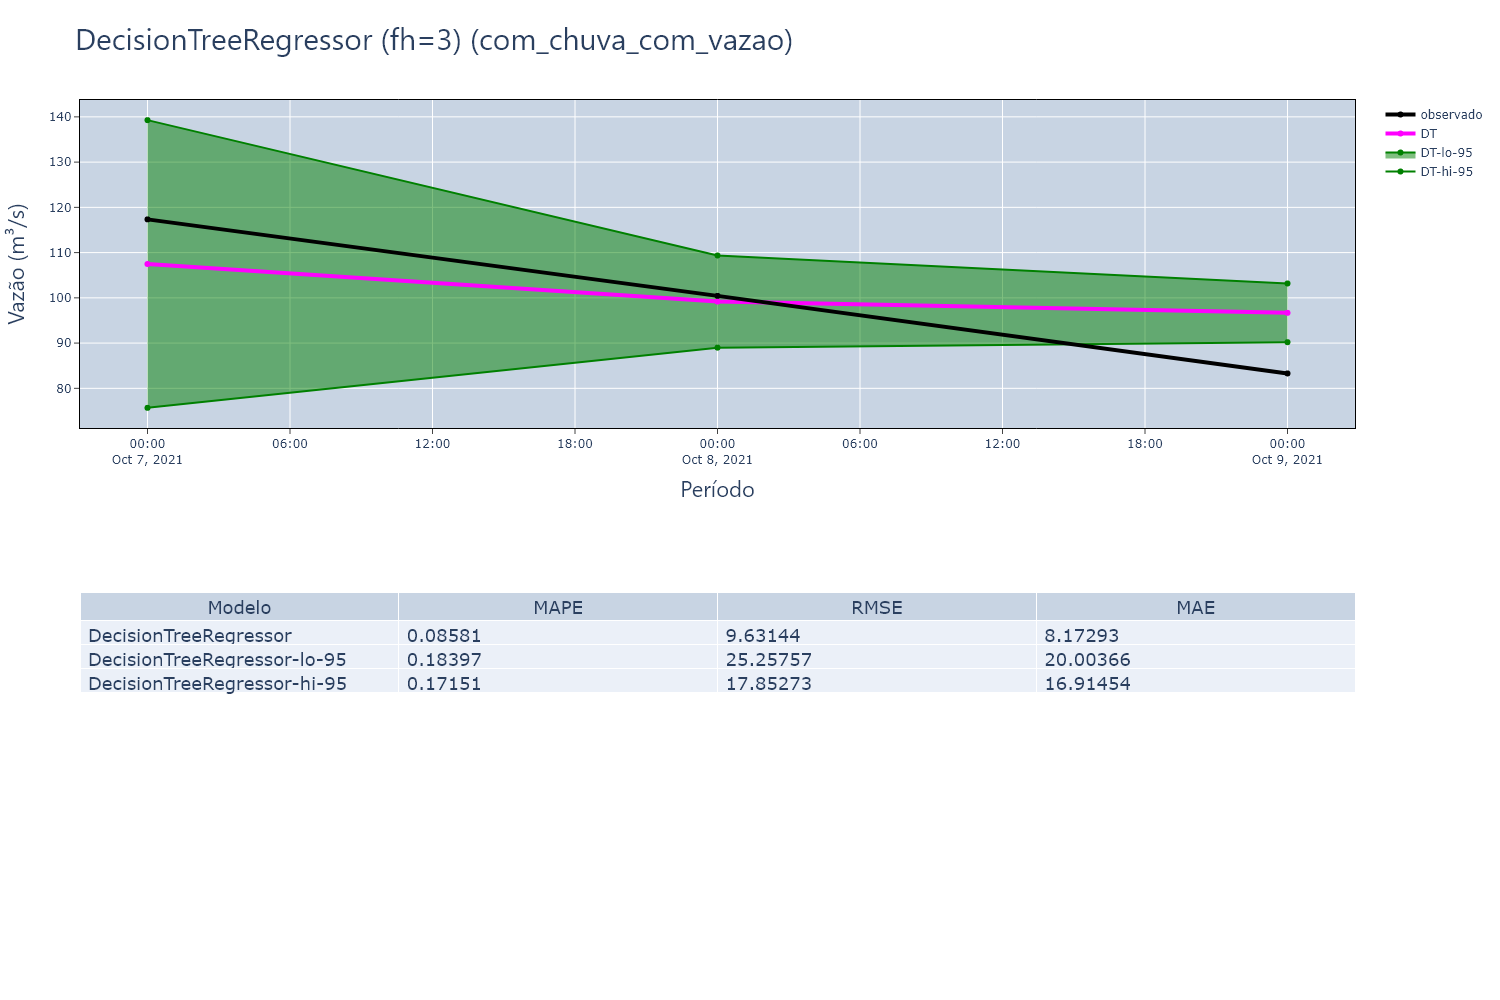 DecisionTreeRegressor (fh=3) (com_chuva_com_vazao)
observado
DT
DT-lo-95
DT-hi-95
Vazão (m³/s)
140
130
120
110
100
90
80
00:00 06:00 12:00 18:00 00:00 06:00 12:00 18:00 00:00
Oct 7, 2021 Oct 8, 2021 Oct 9, 2021
Período
Modelo MAPE RMSE MAE
DecisionTreeRegressor 0.08581 9.63144 8.17293
DecisionTreeRegressor-lo-95 0.18397 25.25757 20.00366
DecisionTreeRegressor-hi-95 0.17151 17.85273 16.91454